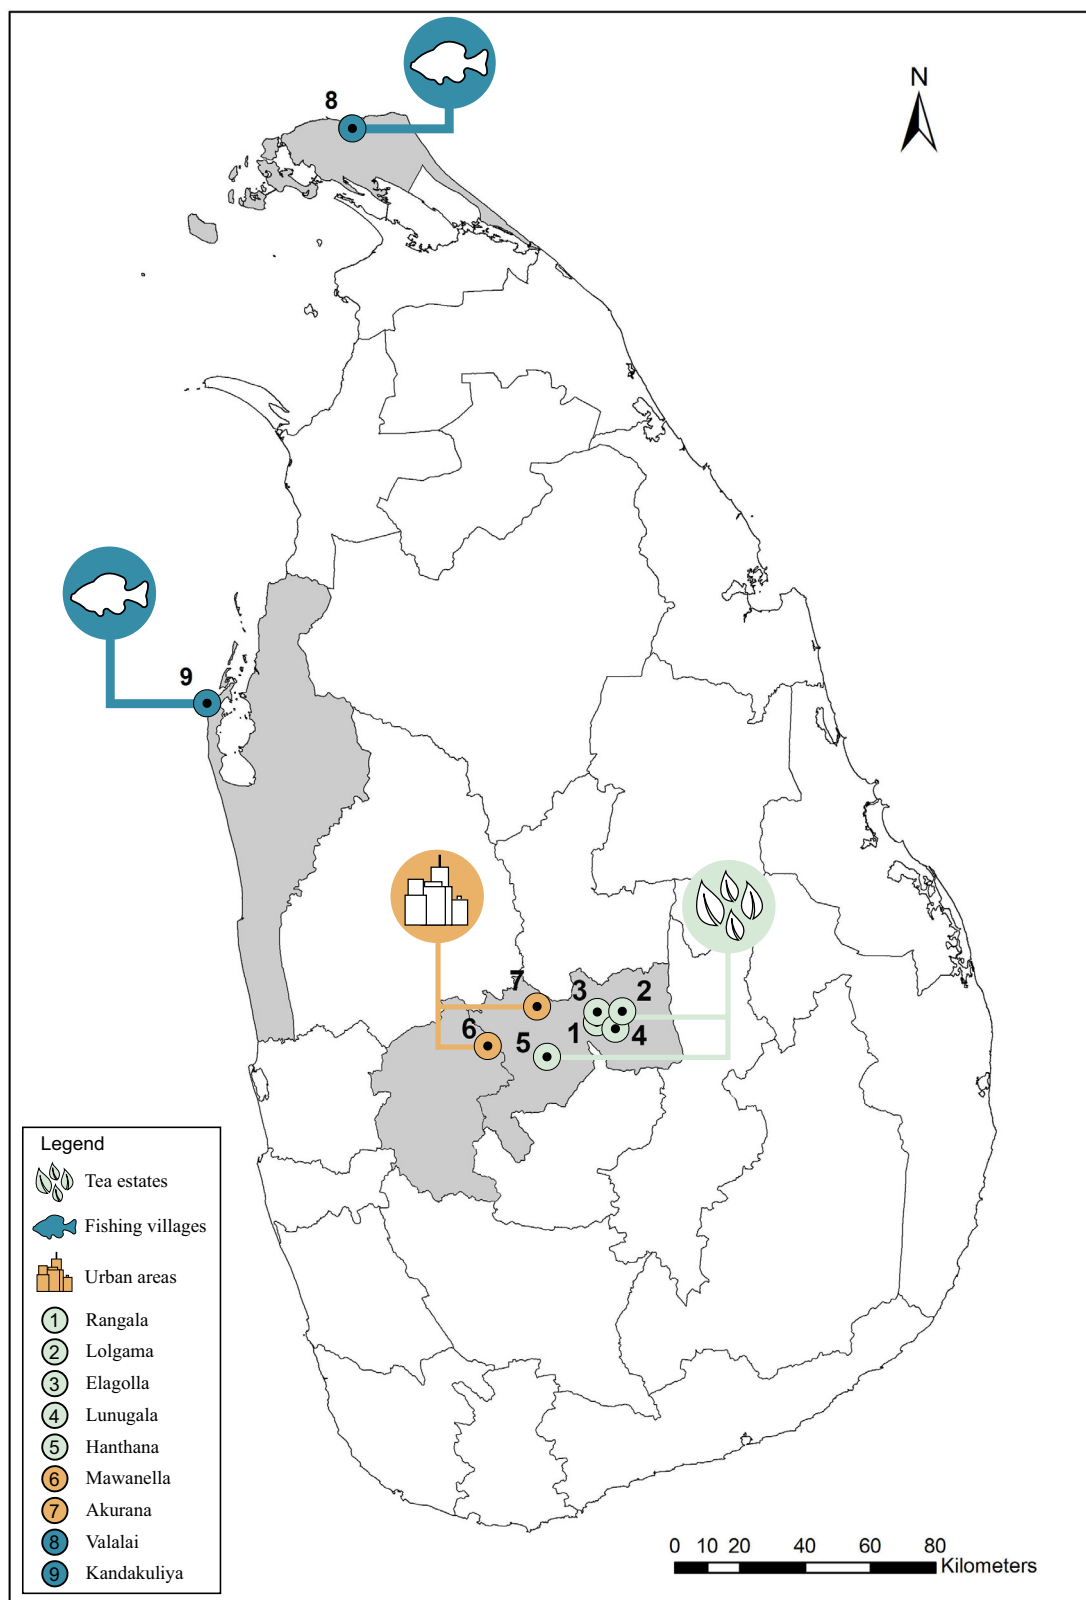 N
8
9
7
3
2
6
5
1
4
Legend
Tea estates
Fishing villages
Urban areas
1 Rangala
2 Lolgama
3 Elagolla
4 Lunugala
5 Hanthana
6 Mawanella
7 Akurana
8 Valalai
9 Kandakuliya
0 10 20 40 60 80
Kilometers